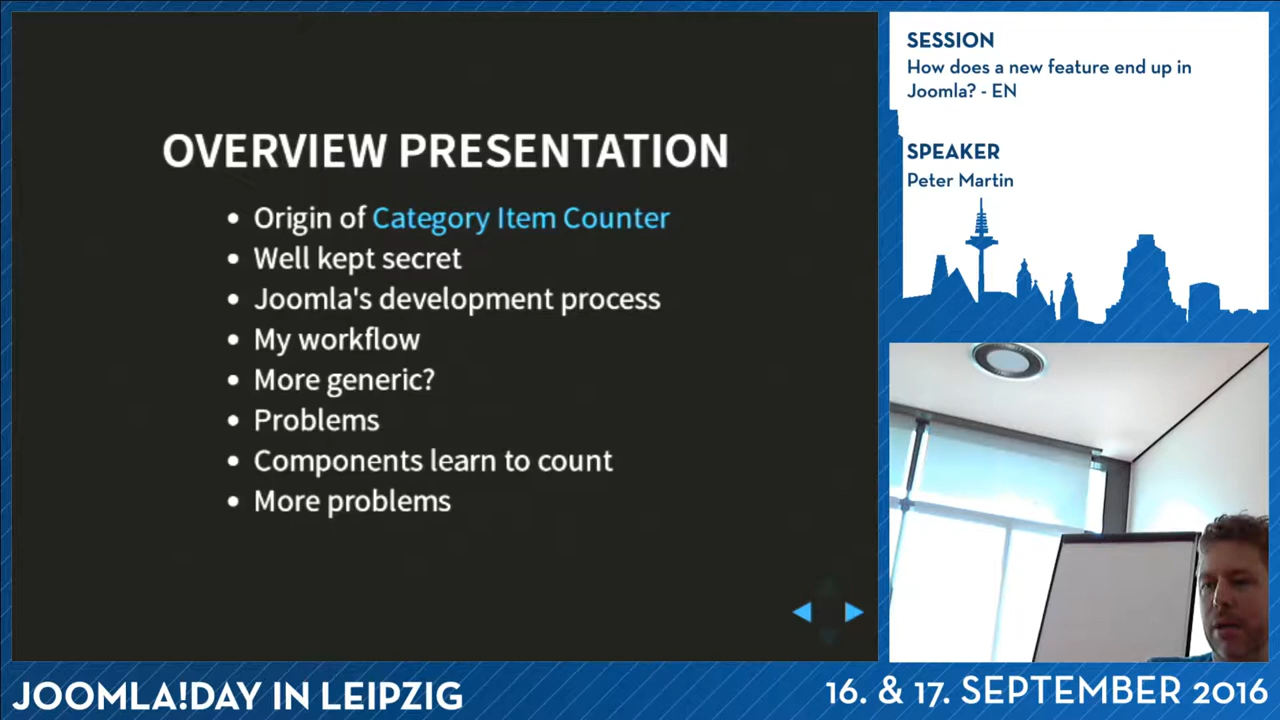 OVERVIEW PRESENTATION
• Origin of Category Item Counter
• Well kept secret
• Joomla's development process
• My workflow
• More generic?
• Problems
• Components learn to count
• More problems
SESSION
How does a new feature end up in
Joomla? - EN
SPEAKER
Peter Martin
JOOMLA!DAY IN LEIPZIG
16. & 17. SEPTEMBER 2016